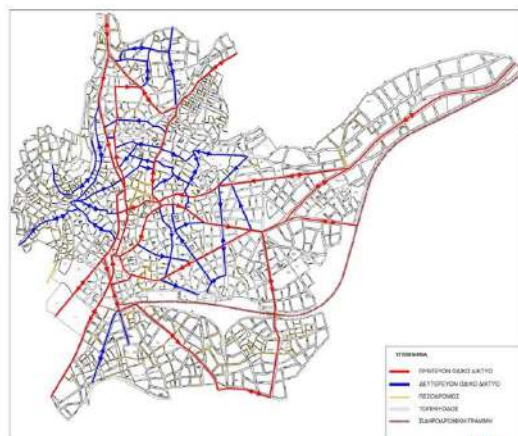 ΥΠΟΜΝΗΜΑ
ΠΡΩΤΕΥΟΝ ΟΔΙΚΟ ΔΙΚΤΥΟ
ΔΕΥΤΕΡΕΥΟΝ ΟΔΙΚΟ ΔΙΚΤΥΟ
ΠΕΖΟΔΡΟΜΟΣ
ΤΟΠΙΚΗ ΟΔΟΣ
ΣΙΔΗΡΟΔΡΟΜΙΚΗ ΓΡΑΜΜΗ